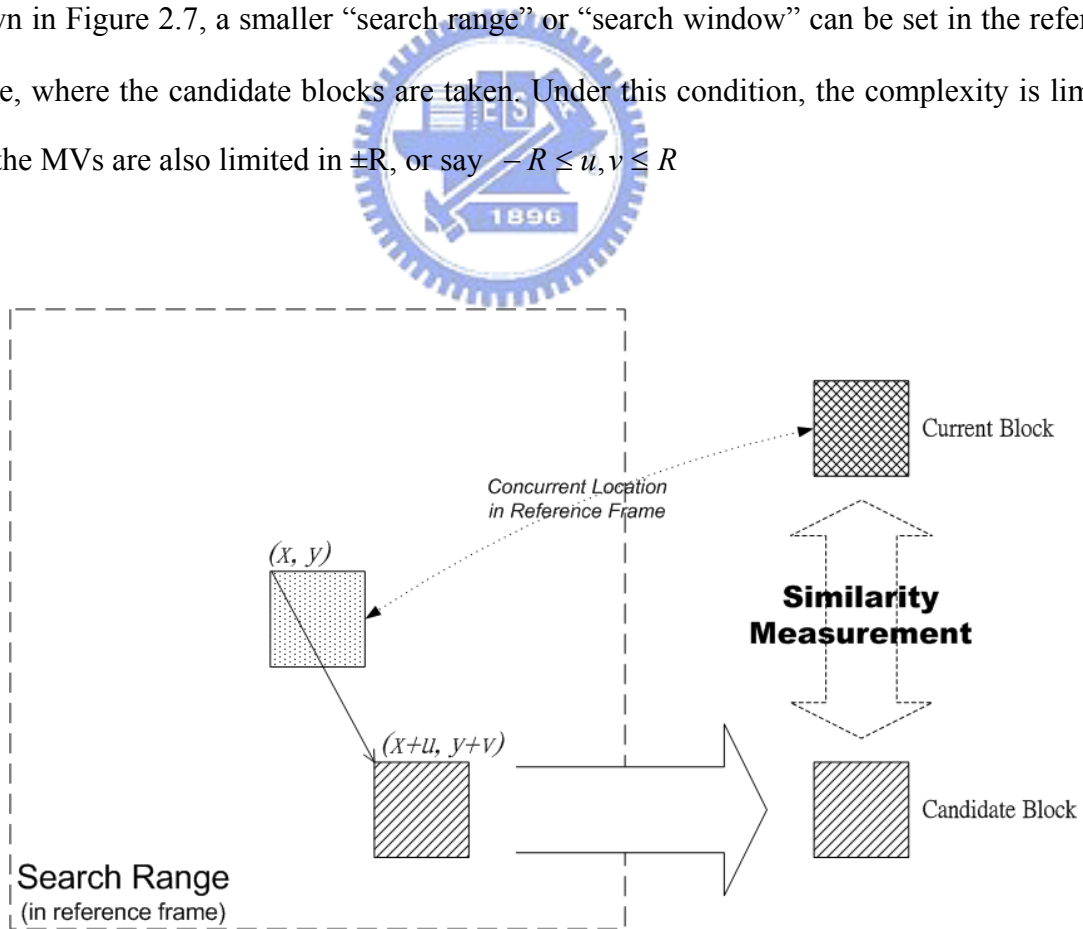 wn in Figure 2.7, a smaller “search range” or “search window” can be set in the refer
e, where the candidate blocks are taken. Under this condition, the complexity is lim
the MVs are also limited in ±R, or say − R ≤ u, v ≤ R
ES
1896
Current Block
Concurrent Location
in Reference Frame
(x, y)
Similarity
Measurement
(x+u, y+v)
Candidate Block
Search Range
(in reference frame)